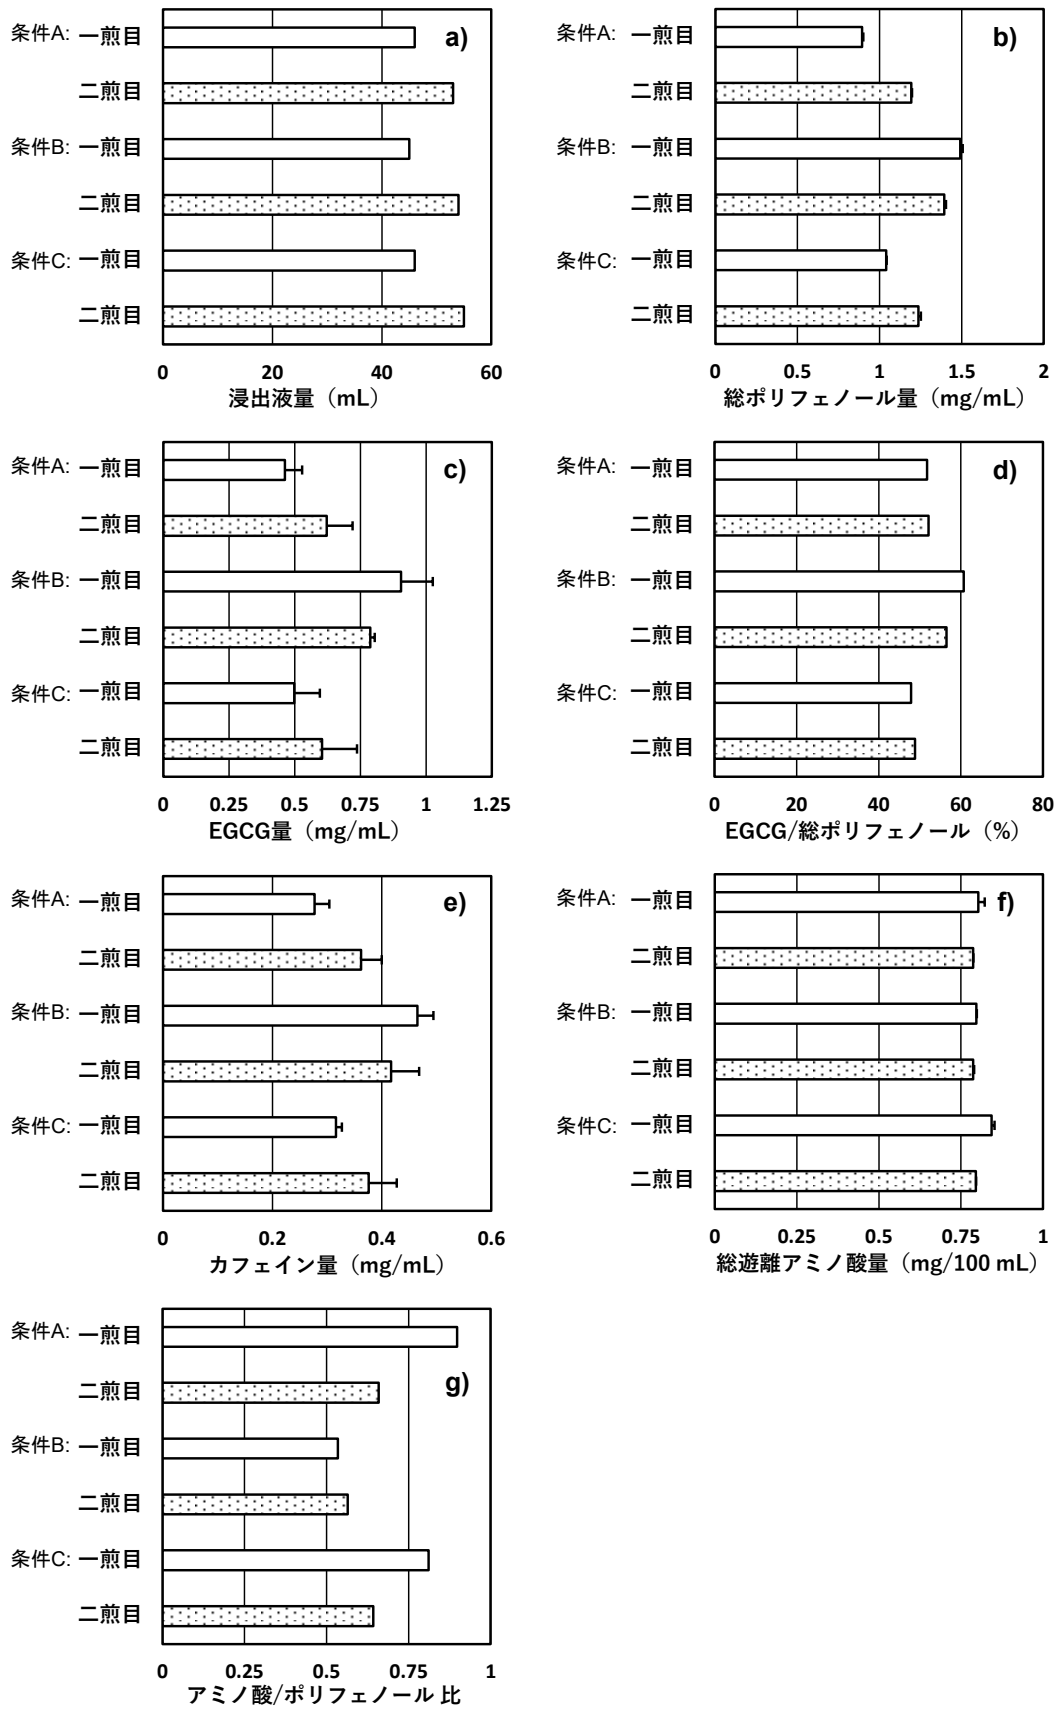 条件A: 一煎目
a)
二煎目
条件B: 一煎目
二煎目
条件C: 一煎目
二煎目
0 20 40 60
浸出液量（mL）
条件A: 一煎目
b)
二煎目
条件B: 一煎目
二煎目
条件C: 一煎目
二煎目
0 0.5 1 1.5 2
総ポリフェノール量（mg/mL）
条件A: 一煎目
c)
二煎目
条件B: 一煎目
二煎目
条件C: 一煎目
二煎目
0 0.25 0.5 0.75 1 1.25
EGCG量（mg/mL）
条件A: 一煎目
d)
二煎目
条件B: 一煎目
二煎目
条件C: 一煎目
二煎目
0 20 40 60 80
EGCG/総ポリフェノール（%）
条件A: 一煎目
e)
二煎目
条件B: 一煎目
二煎目
条件C: 一煎目
二煎目
0 0.2 0.4 0.6
カフェイン量（mg/mL）
条件A: 一煎目
f)
二煎目
条件B: 一煎目
二煎目
条件C: 一煎目
二煎目
0 0.25 0.5 0.75 1
総遊離アミノ酸量（mg/100 mL）
条件A: 一煎目
g)
二煎目
条件B: 一煎目
二煎目
条件C: 一煎目
二煎目
0 0.25 0.5 0.75 1
アミノ酸/ポリフェノール 比